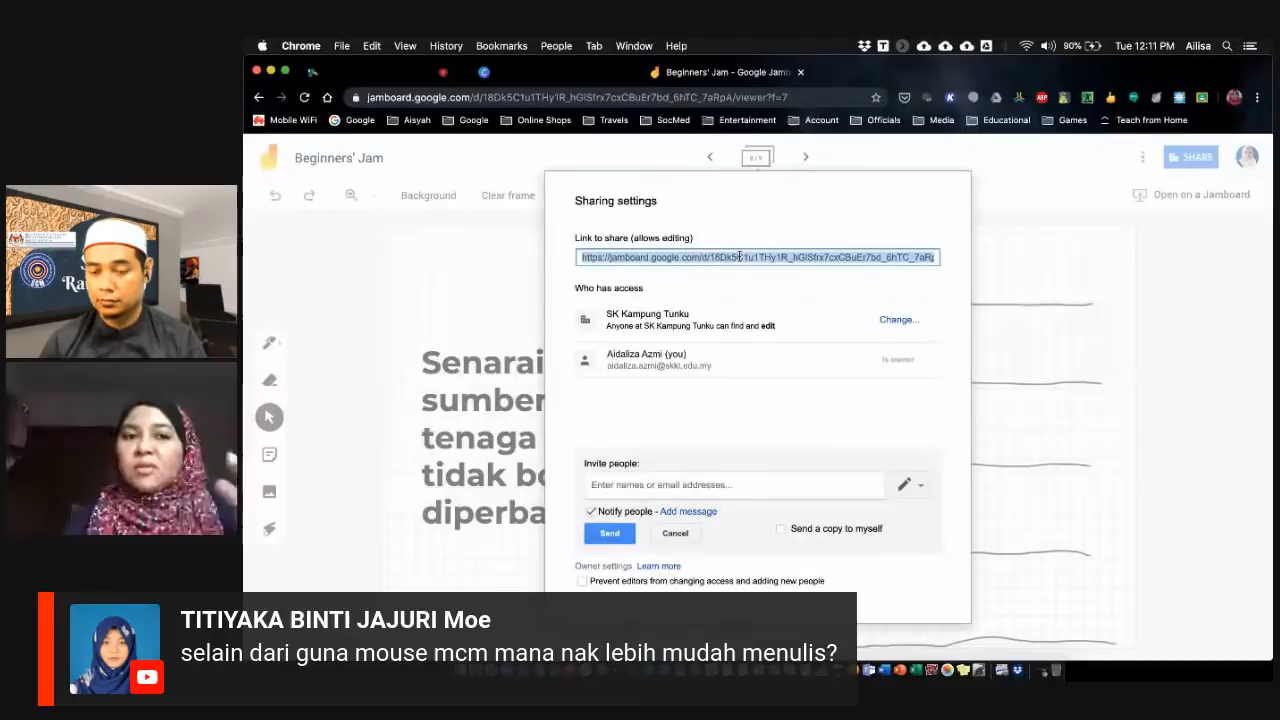 Chrome File Edit View History Bookmarks People Tab Window Help
90% Tue 12:11 PM Ailisa
Beginners' Jam - Google Jamb
jamboard.google.com/d/18Dk5C1u1THy1R_hGlSfrx7cxCBuEr7bd_6hTC_7aRpA/viewer?f=7
Mobile WiFi Google Aisyah Google Online Shops Travels SocMed Entertainment Account Officials Media Educational Games Teach from Home
Beginners' Jam
SHARE
Background Clear frame
Open on a Jamboard
Sharing settings
Link to share (allows editing)
https://jamboard.google.com/d/18Dk5C1u1THy1R_hGlSfrx7cxCBuEr7bd_6hTC_7aRp
Who has access
SK Kampung Tunku
Anyone at SK Kampung Tunku can find and edit
Change...
Aidaliza Azmi (you)
aidaliza.azmi@skkt.edu.my
Is owner
Senarai
sumber
tenaga
tidak bo
diperba
Invite people:
Enter names or email addresses...
Notify people - Add message
Send Cancel
Send a copy to myself
Owner settings Learn more
Prevent editors from changing access and adding new people
TITIYAKA BINTI JAJURI Moe
selain dari guna mouse mcm mana nak lebih mudah menulis?